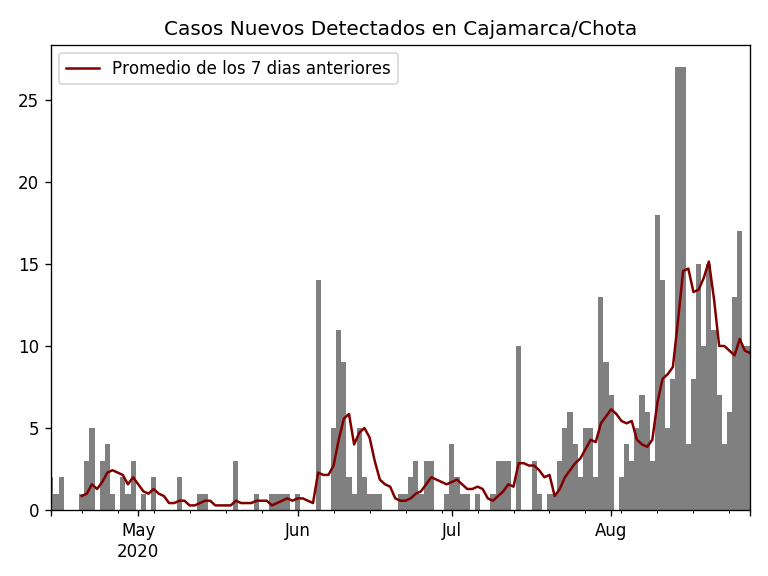 Casos Nuevos Detectados en Cajamarca/Chota
Promedio de los 7 dias anteriores
25
20
15
10
5
0
May Jun Jul Aug
2020